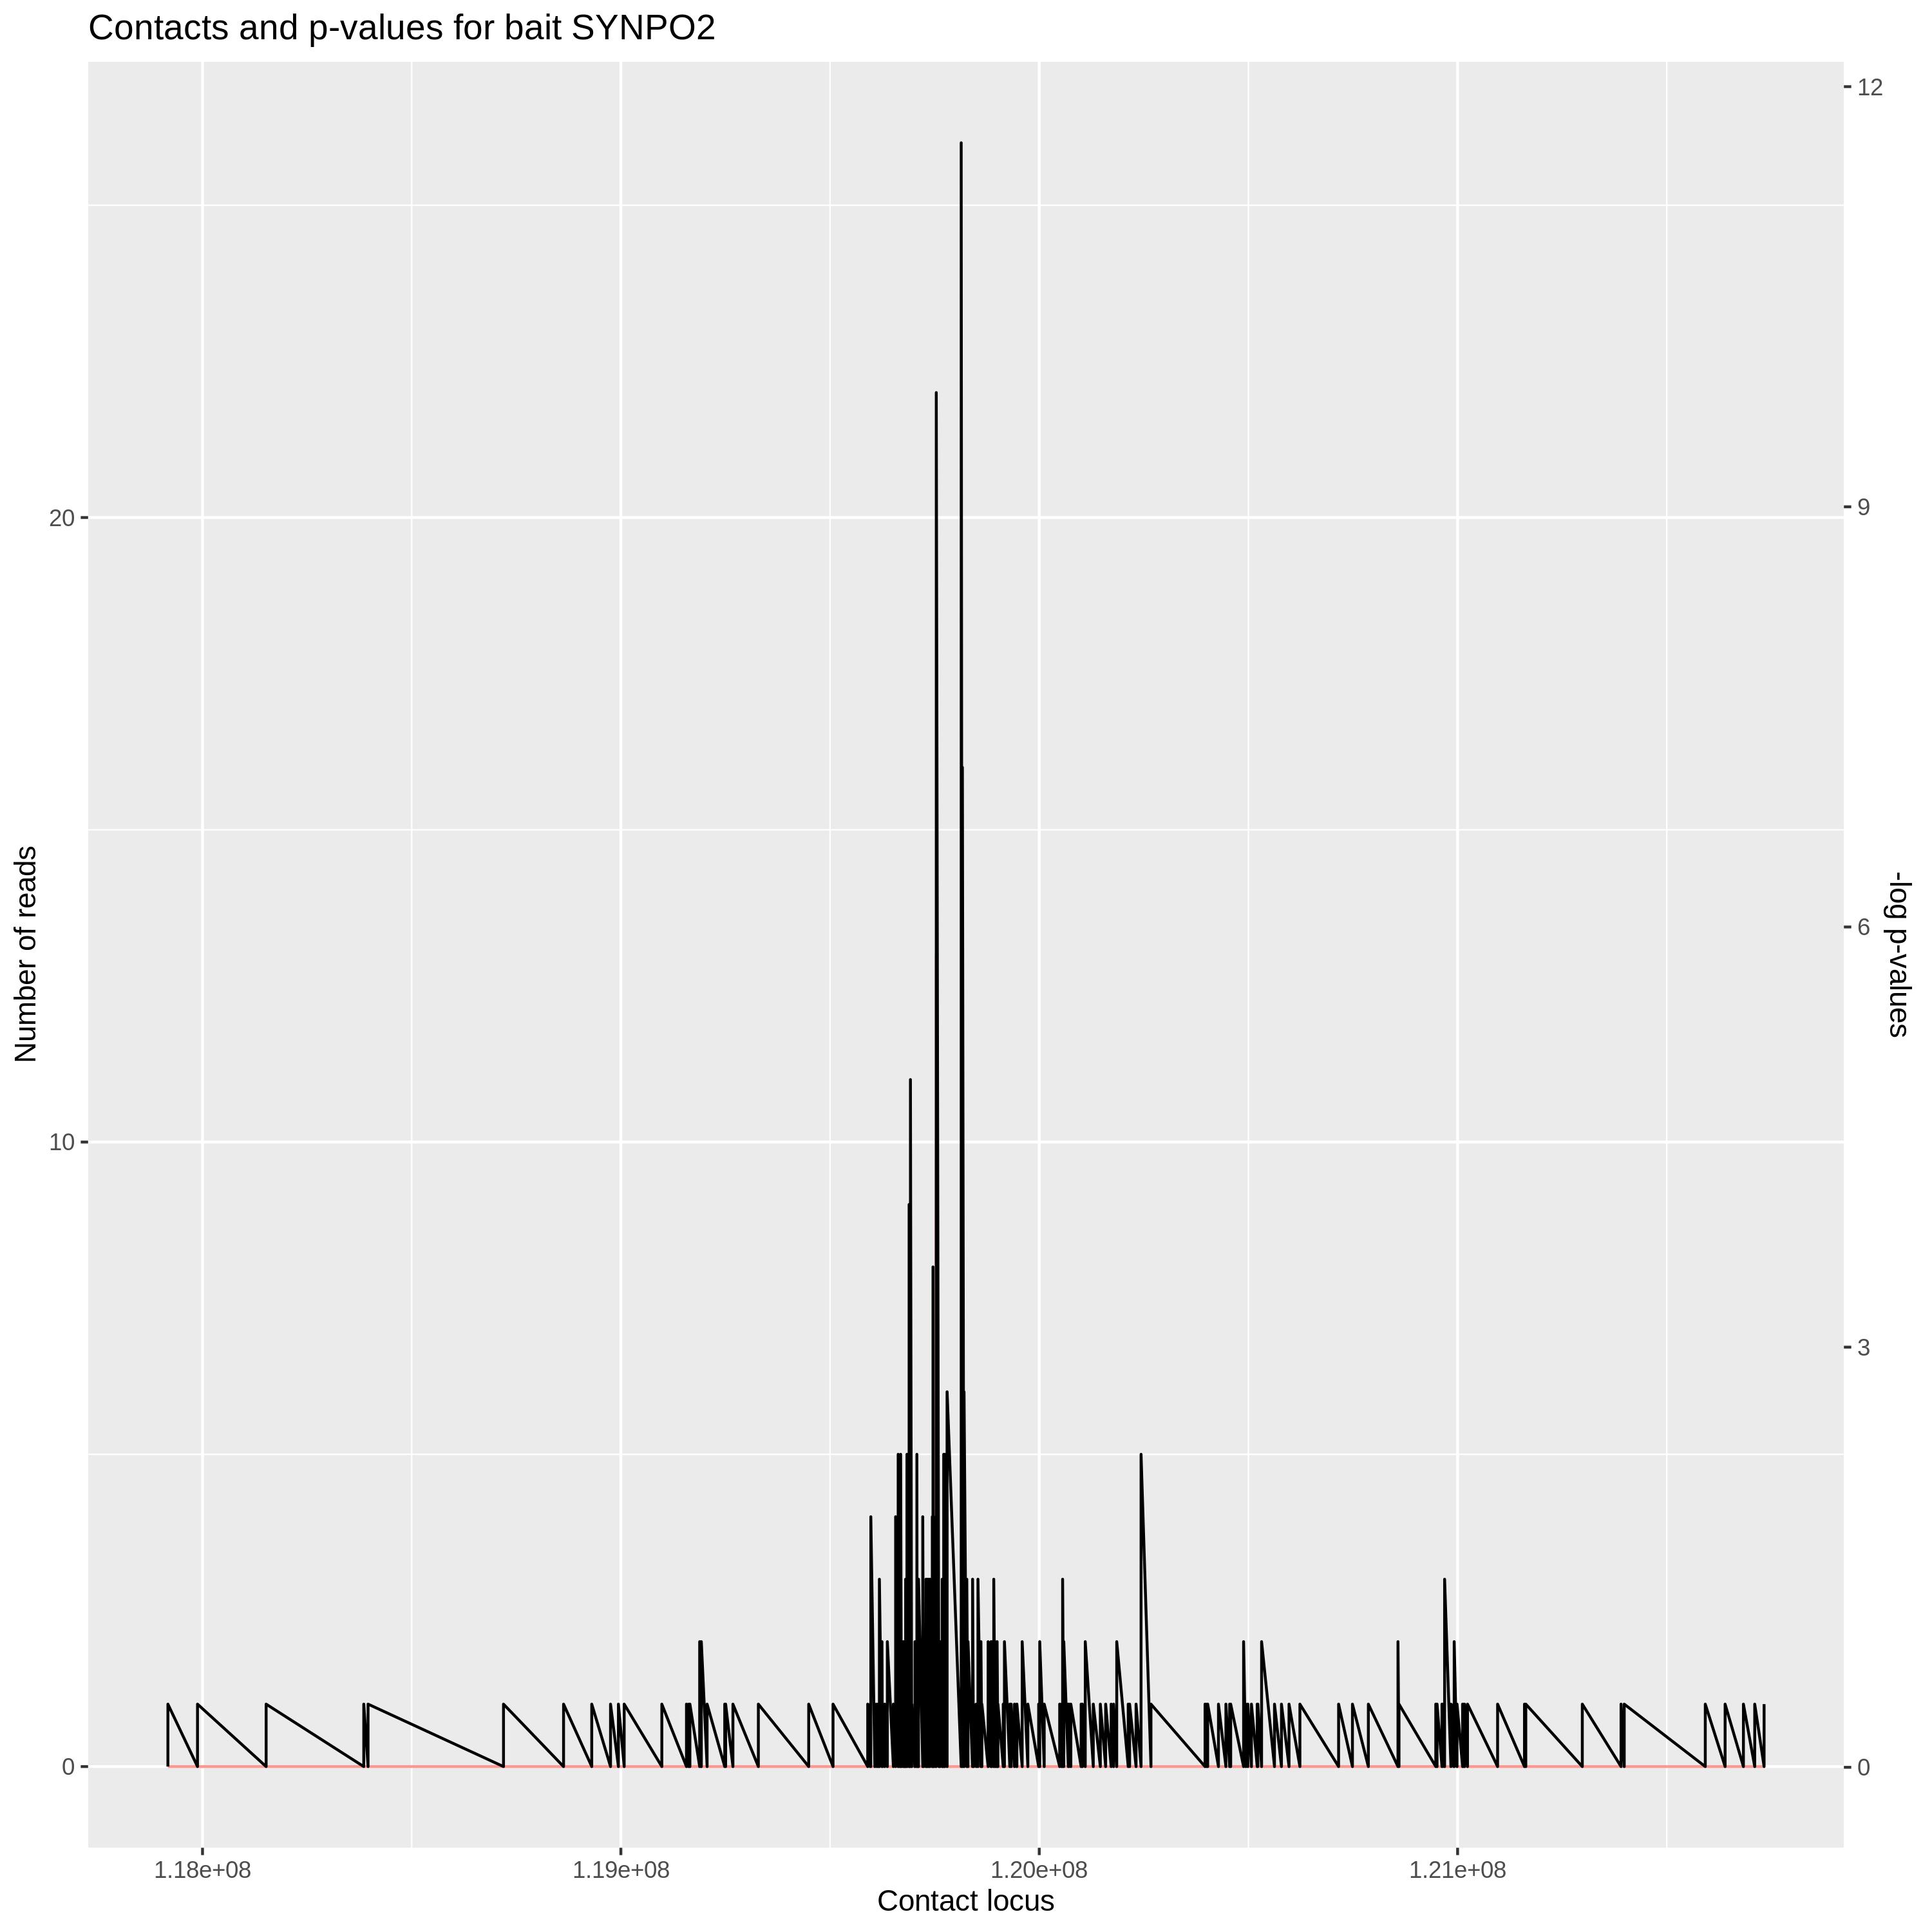 Contacts and p-values for bait SYNPO2
12
20
9
Number of reads
-log p-values
6
10
3
0
0
1.18e+08
1.19e+08
1.20e+08
1.21e+08
Contact locus